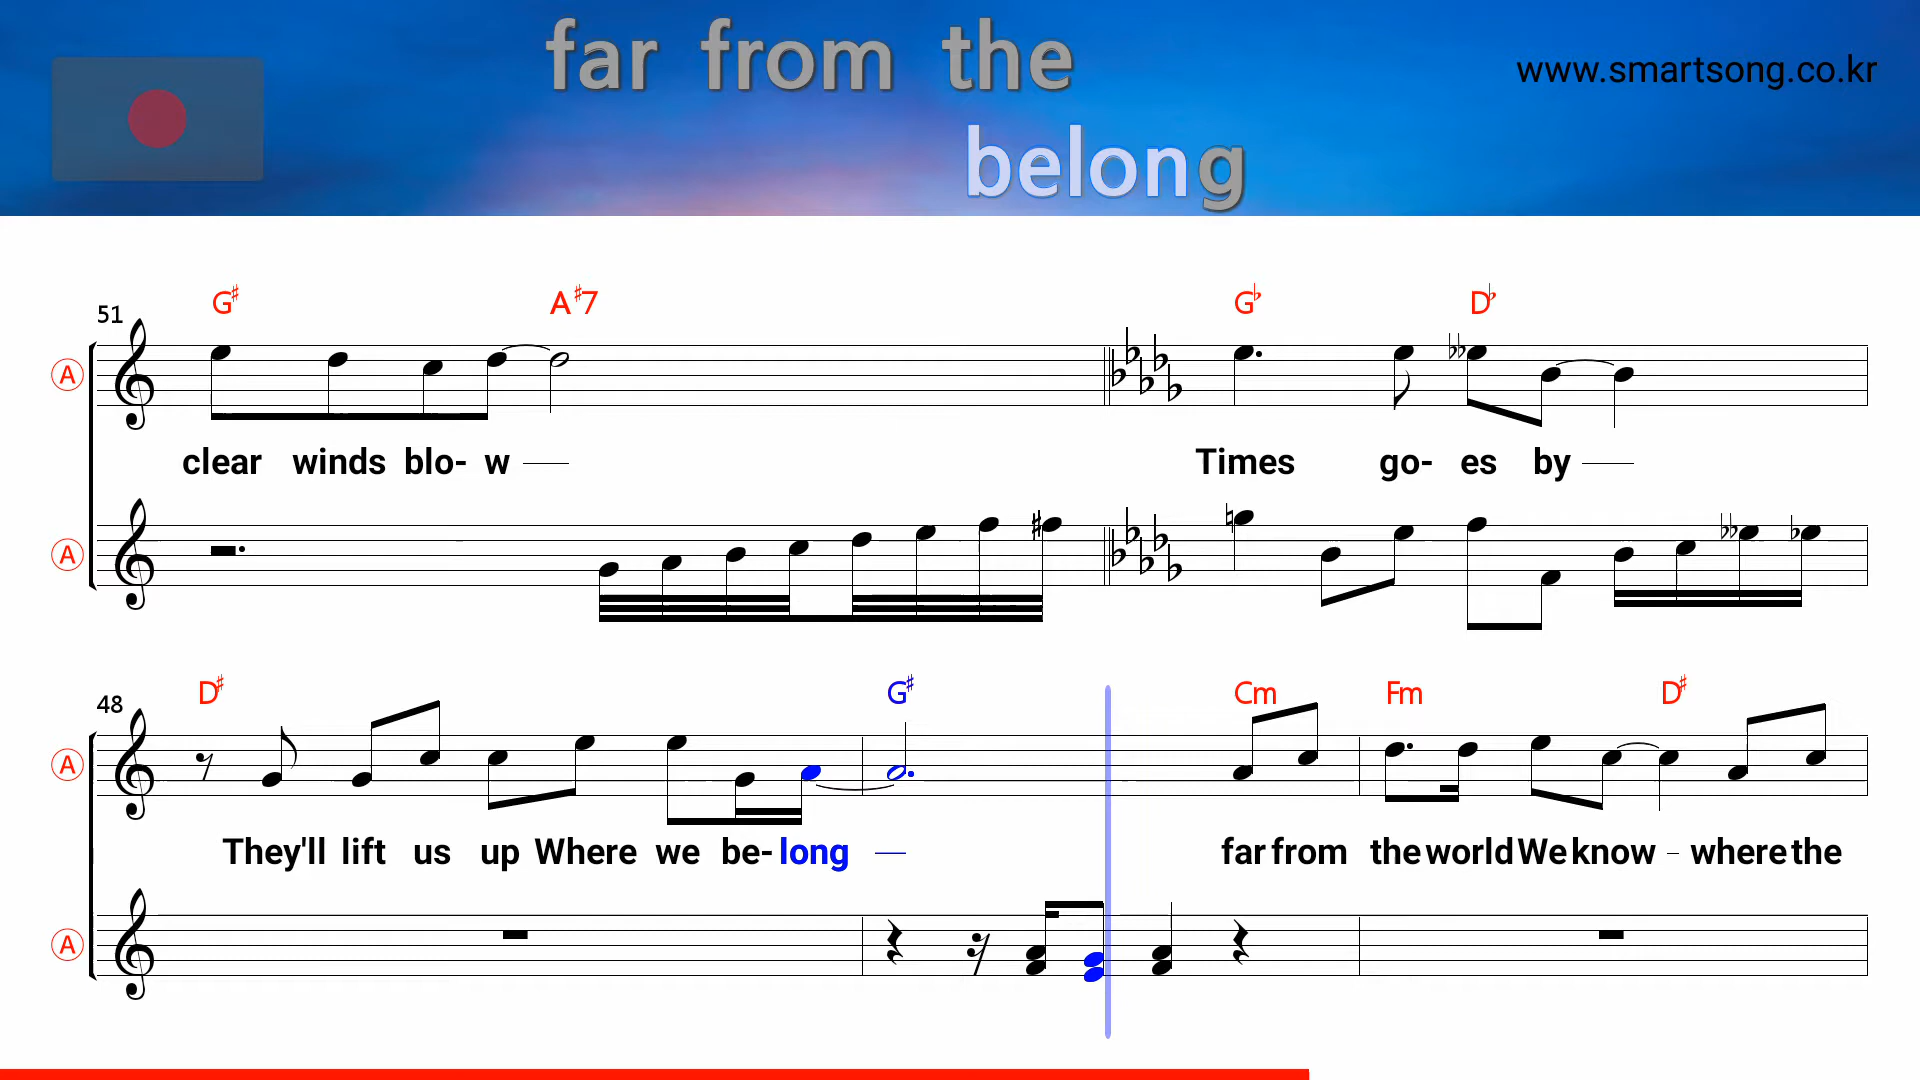 far from the
www.smartsong.co.kr
belong
51
G♯ A♯7 G♭ D♭
A
clear winds blo- w Times go- es by
A
48
D♯ G♯ Cm Fm D♯
A
They'll lift us up Where we be- long far from the world We know - where the
A